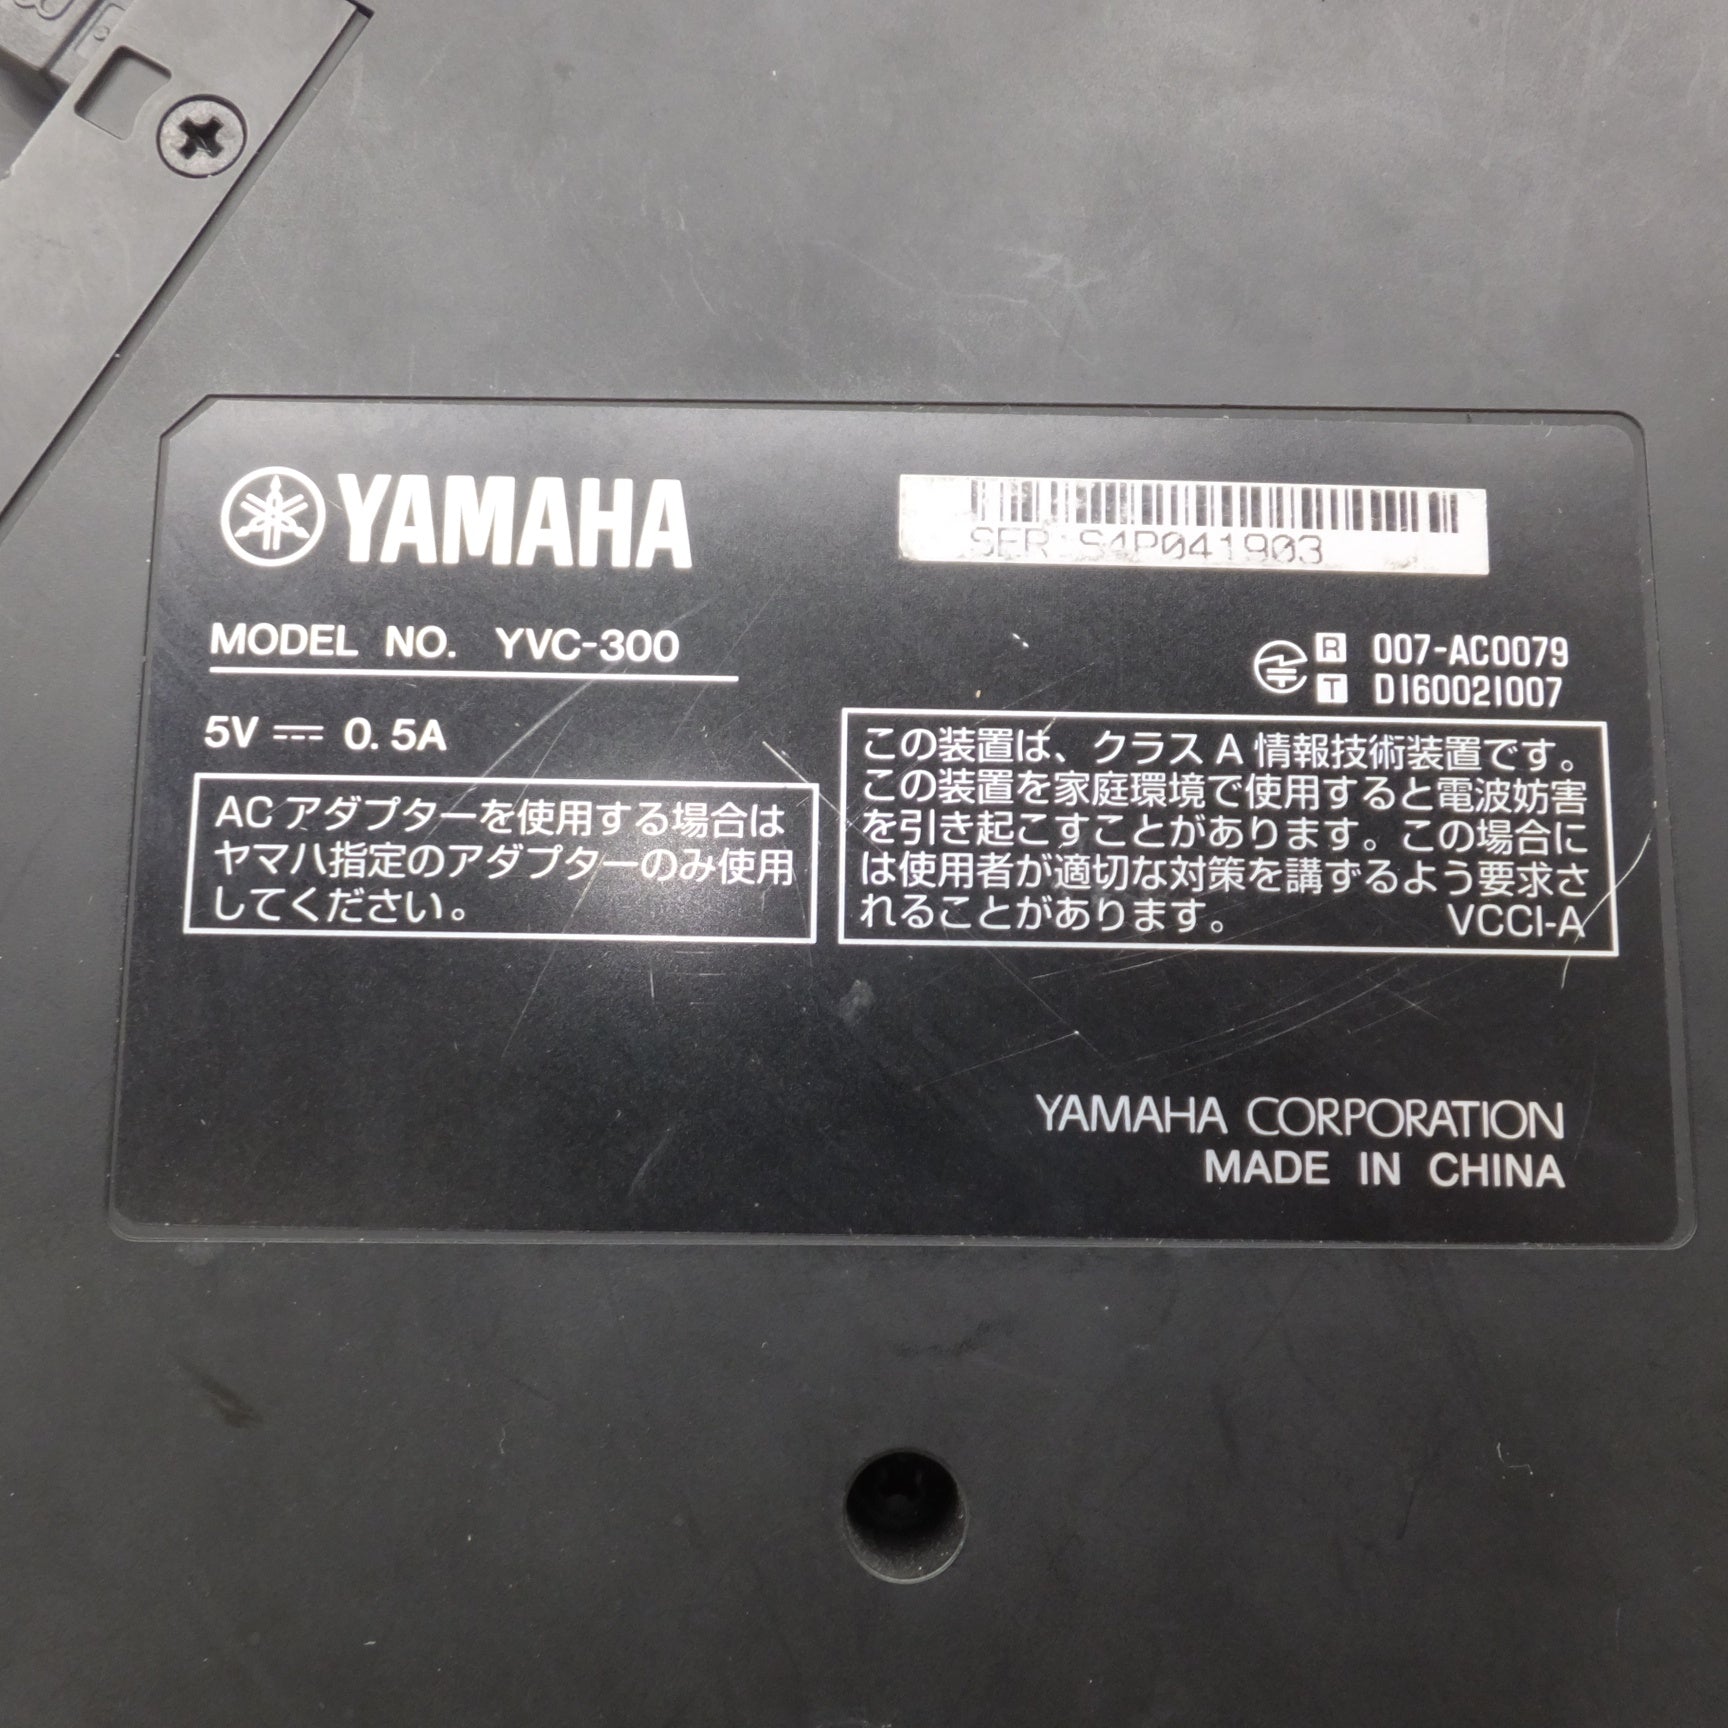 YAMAHA
SER S4P041903
MODEL NO. YVC-300
R 007-AC0079
T D160021007
5V 0.5A
ACアダプターを使用する場合は
ヤマハ指定のアダプターのみ使用
してください。
この装置は、クラスA情報技術装置です。
この装置を家庭環境で使用すると電波妨害
を引き起こすことがあります。この場合に
は使用者が適切な対策を講ずるよう要求さ
れることがあります。 VCCI-A
YAMAHA CORPORATION
MADE IN CHINA